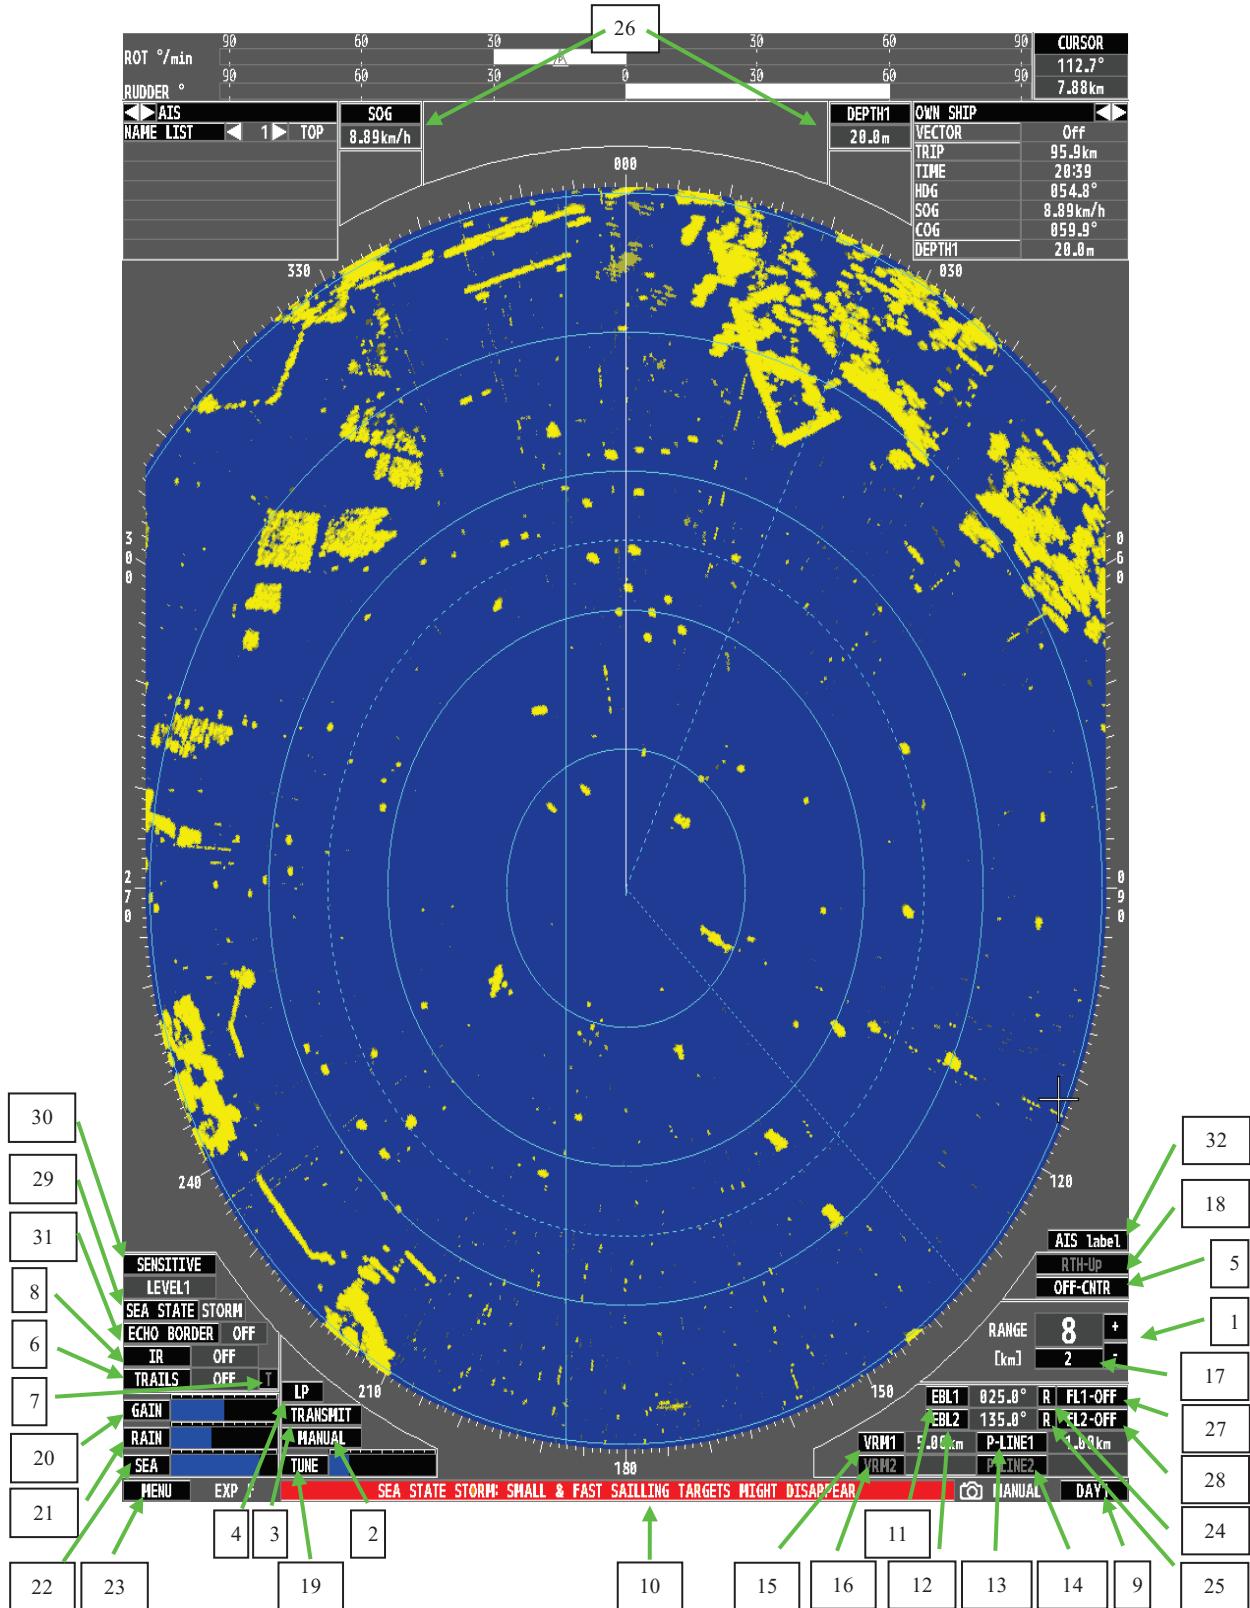 26
ROT °/min
90 60 30 0 30 60 90
RUDDER °
90 60 30 0 30 60 90
CURSOR
112.7°
7.88km
AIS
NAME LIST 1 TOP
SOG
8.89km/h
DEPTH1
20.0m
OWN SHIP
VECTOR Off
TRIP 95.9km
TIME 20:39
HDG 054.8°
SOG 8.89km/h
COG 059.9°
DEPTH1 20.0m
000
330
030
300
060
270
090
240
120
210
150
180
30
29
31
8
6
7
20
21
22
23
SENSITIVE
LEVEL1
SEA STATE STORM
ECHO BORDER OFF
IR OFF
TRAILS OFF T
GAIN
RAIN
SEA
LP
TRANSMIT
MANUAL
TUNE
MENU EXP
SEA STATE STORM: SMALL & FAST SAILLING TARGETS MIGHT DISAPPEAR
MANUAL DAY1
AIS label
RTH-Up
OFF-CNTR
RANGE 8 +
[km] 2 -
EBL1 025.0° R FL1-OFF
EBL2 135.0° R FL2-OFF
VRM1 5.00km P-LINE1 1.00km
VRM2 P-LINE2
32
18
5
1
17
27
28
24
25
4
3
2
19
10
11
15
16
12
13
14
9